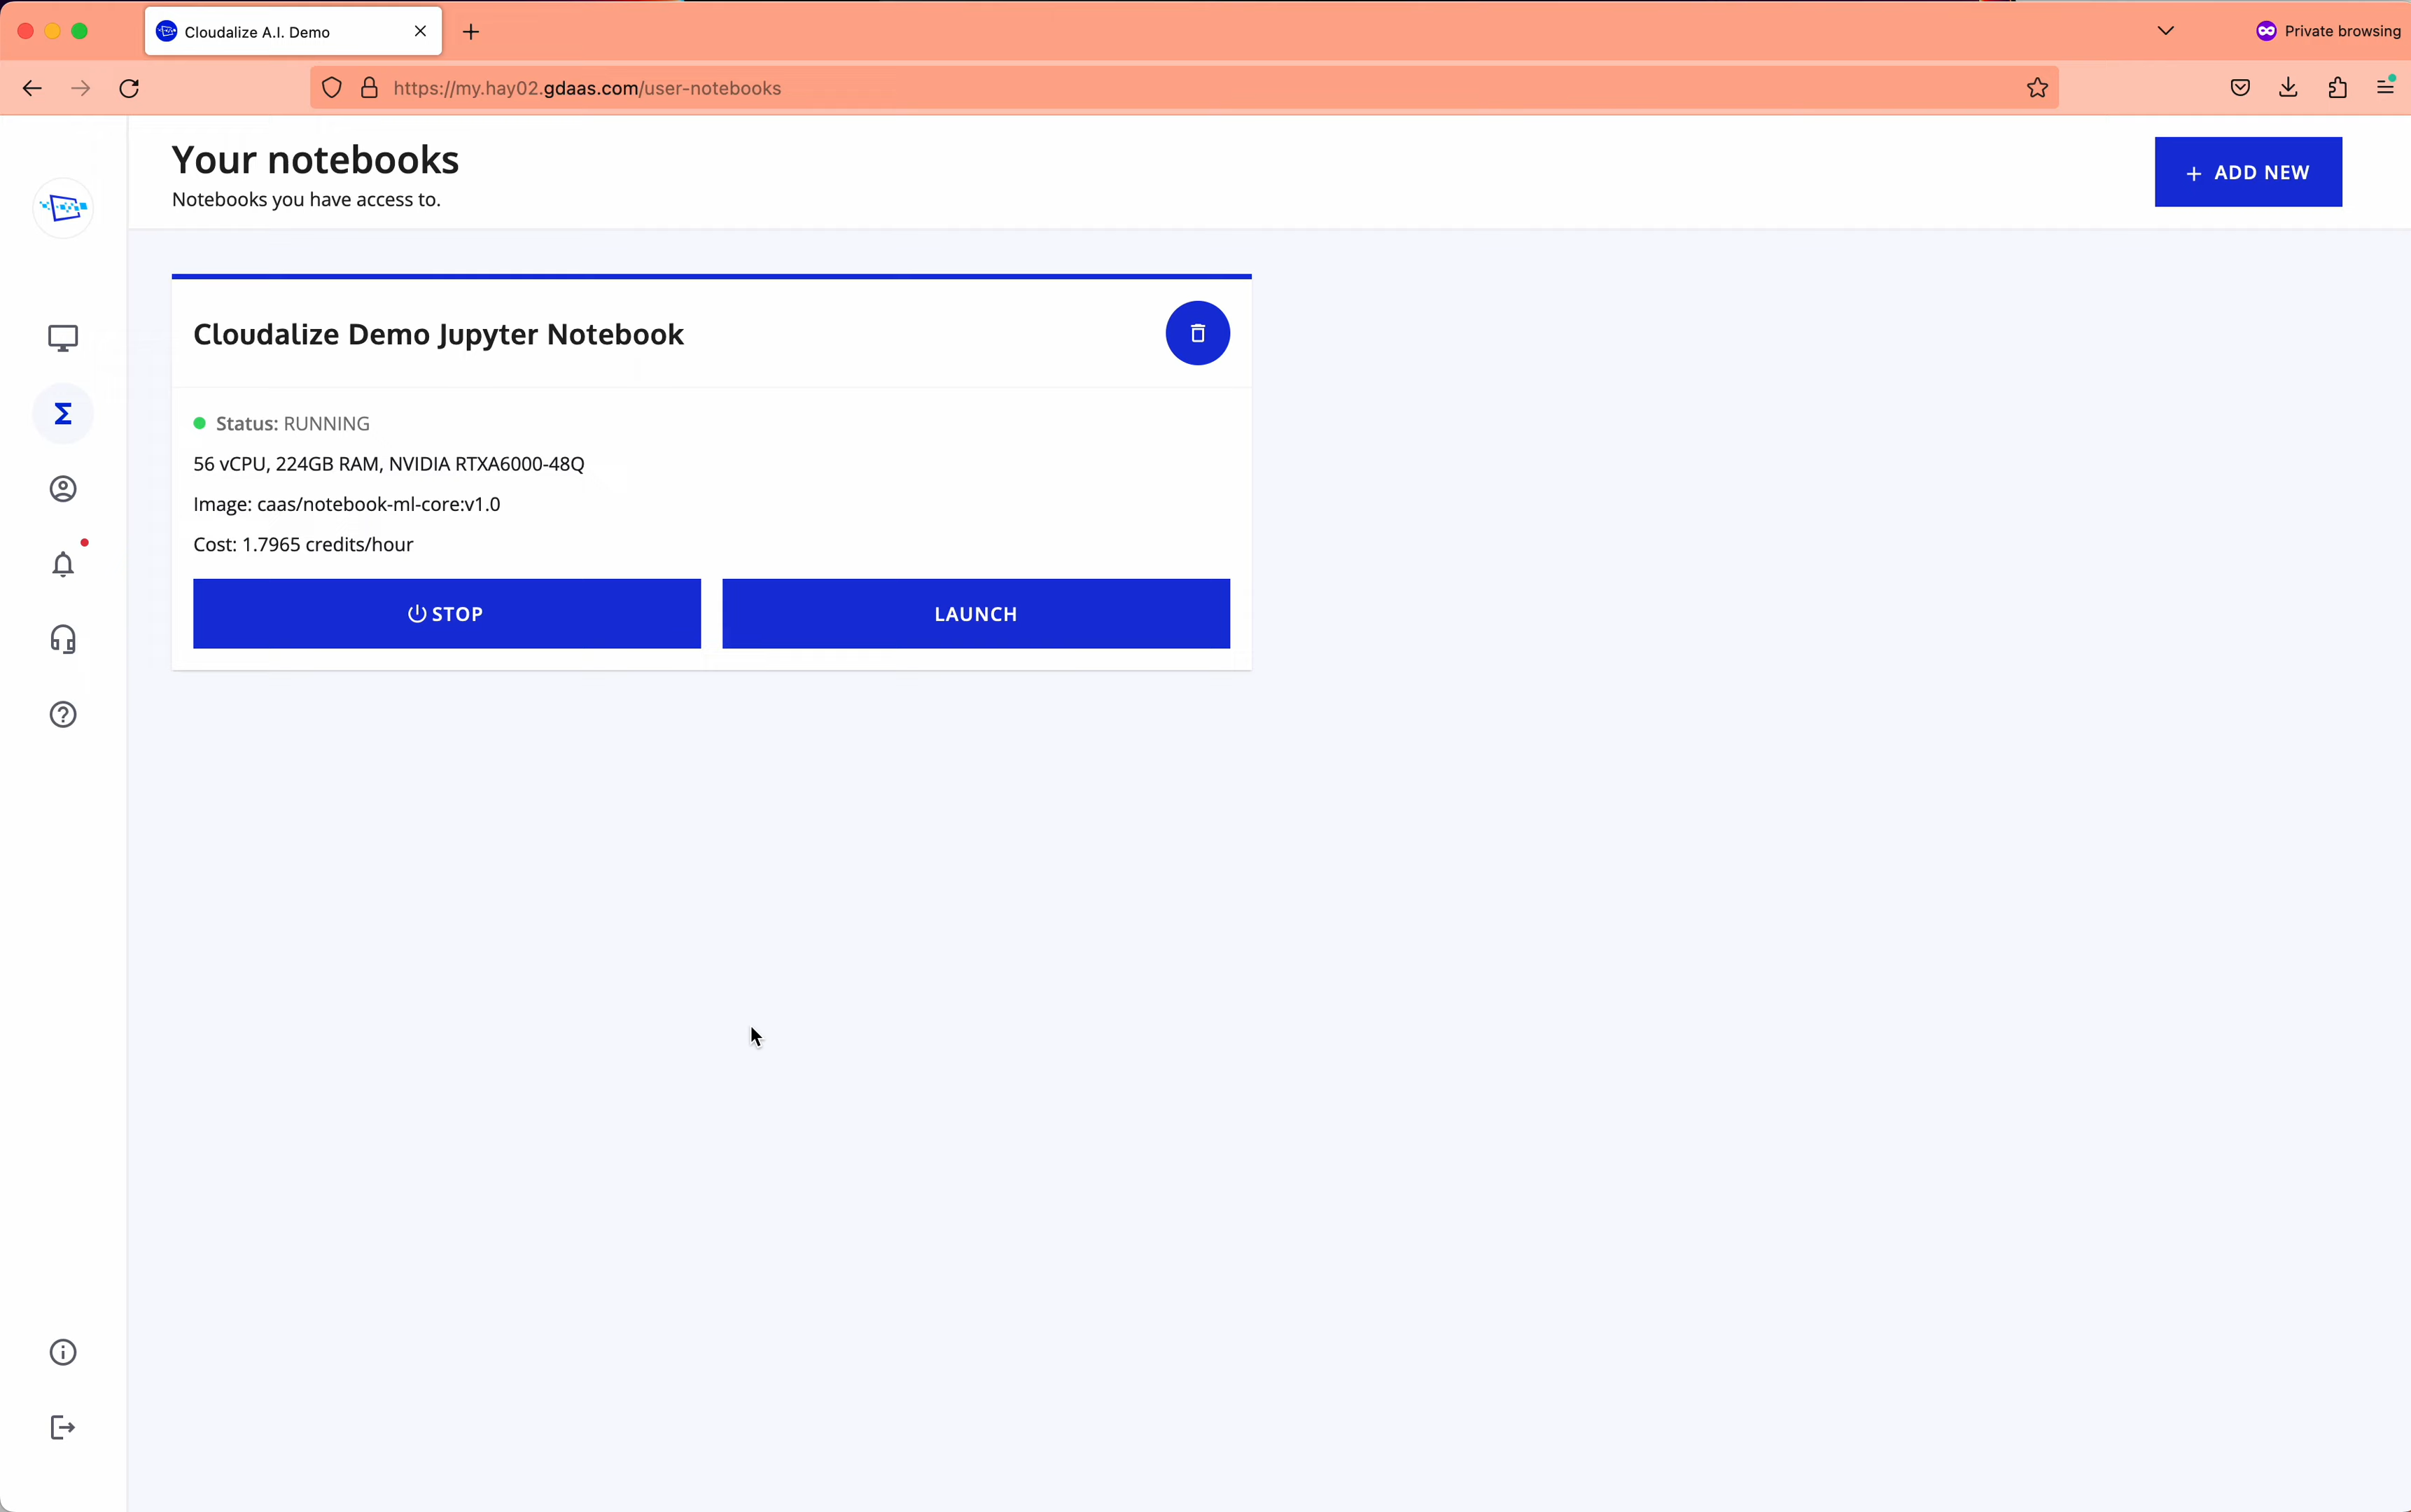 Cloudalize A.I. Demo
Private browsing
https://my.hay02.gdaas.com/user-notebooks
Your notebooks
Notebooks you have access to.
+ ADD NEW
Cloudalize Demo Jupyter Notebook
Status: RUNNING
56 vCPU, 224GB RAM, NVIDIA RTXA6000-48Q
Image: caas/notebook-ml-core:v1.0
Cost: 1.7965 credits/hour
STOP
LAUNCH